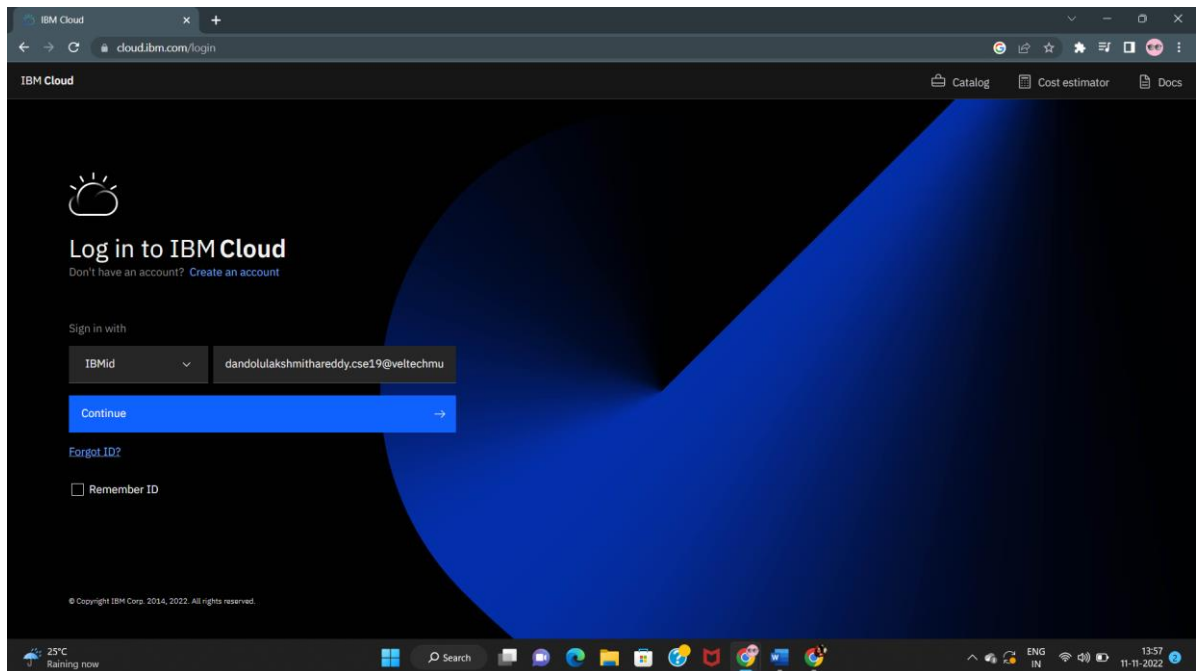 IBM Cloud
cloud.ibm.com/login
IBM Cloud
Catalog
Cost estimator
Docs
Log in to IBM Cloud
Don't have an account? Create an account
Sign in with
IBMid
dandolulakshmithareddy.cse19@veltechmu
Continue
Forgot ID?
Remember ID
© Copyright IBM Corp. 2014, 2022. All rights reserved.
25°C
Raining now
Search
ENG
IN
13:57
11-11-2022
2